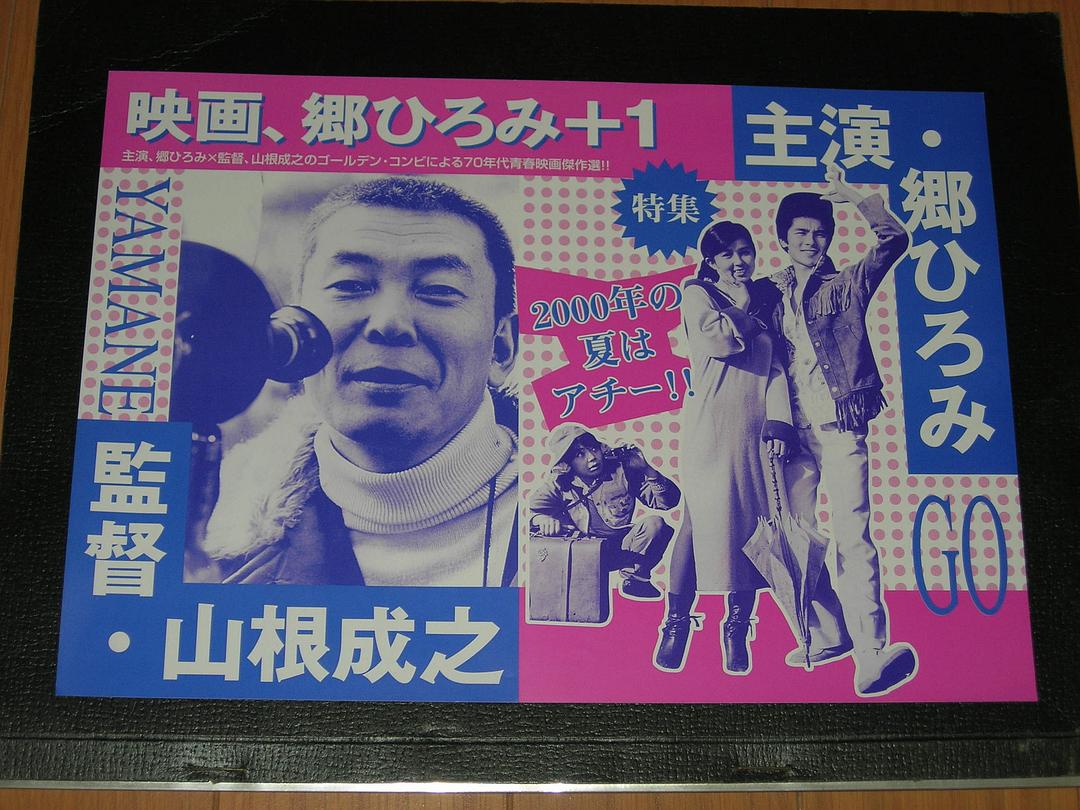 映画、郷ひろみ+1
主演、郷ひろみ×監督、山根成之のゴールデン・コンビによる70年代青春映画傑作選!!
主演・郷ひろみ
特集
YAMANE
2000年の
夏は
アチー!!
監督・山根成之
GO